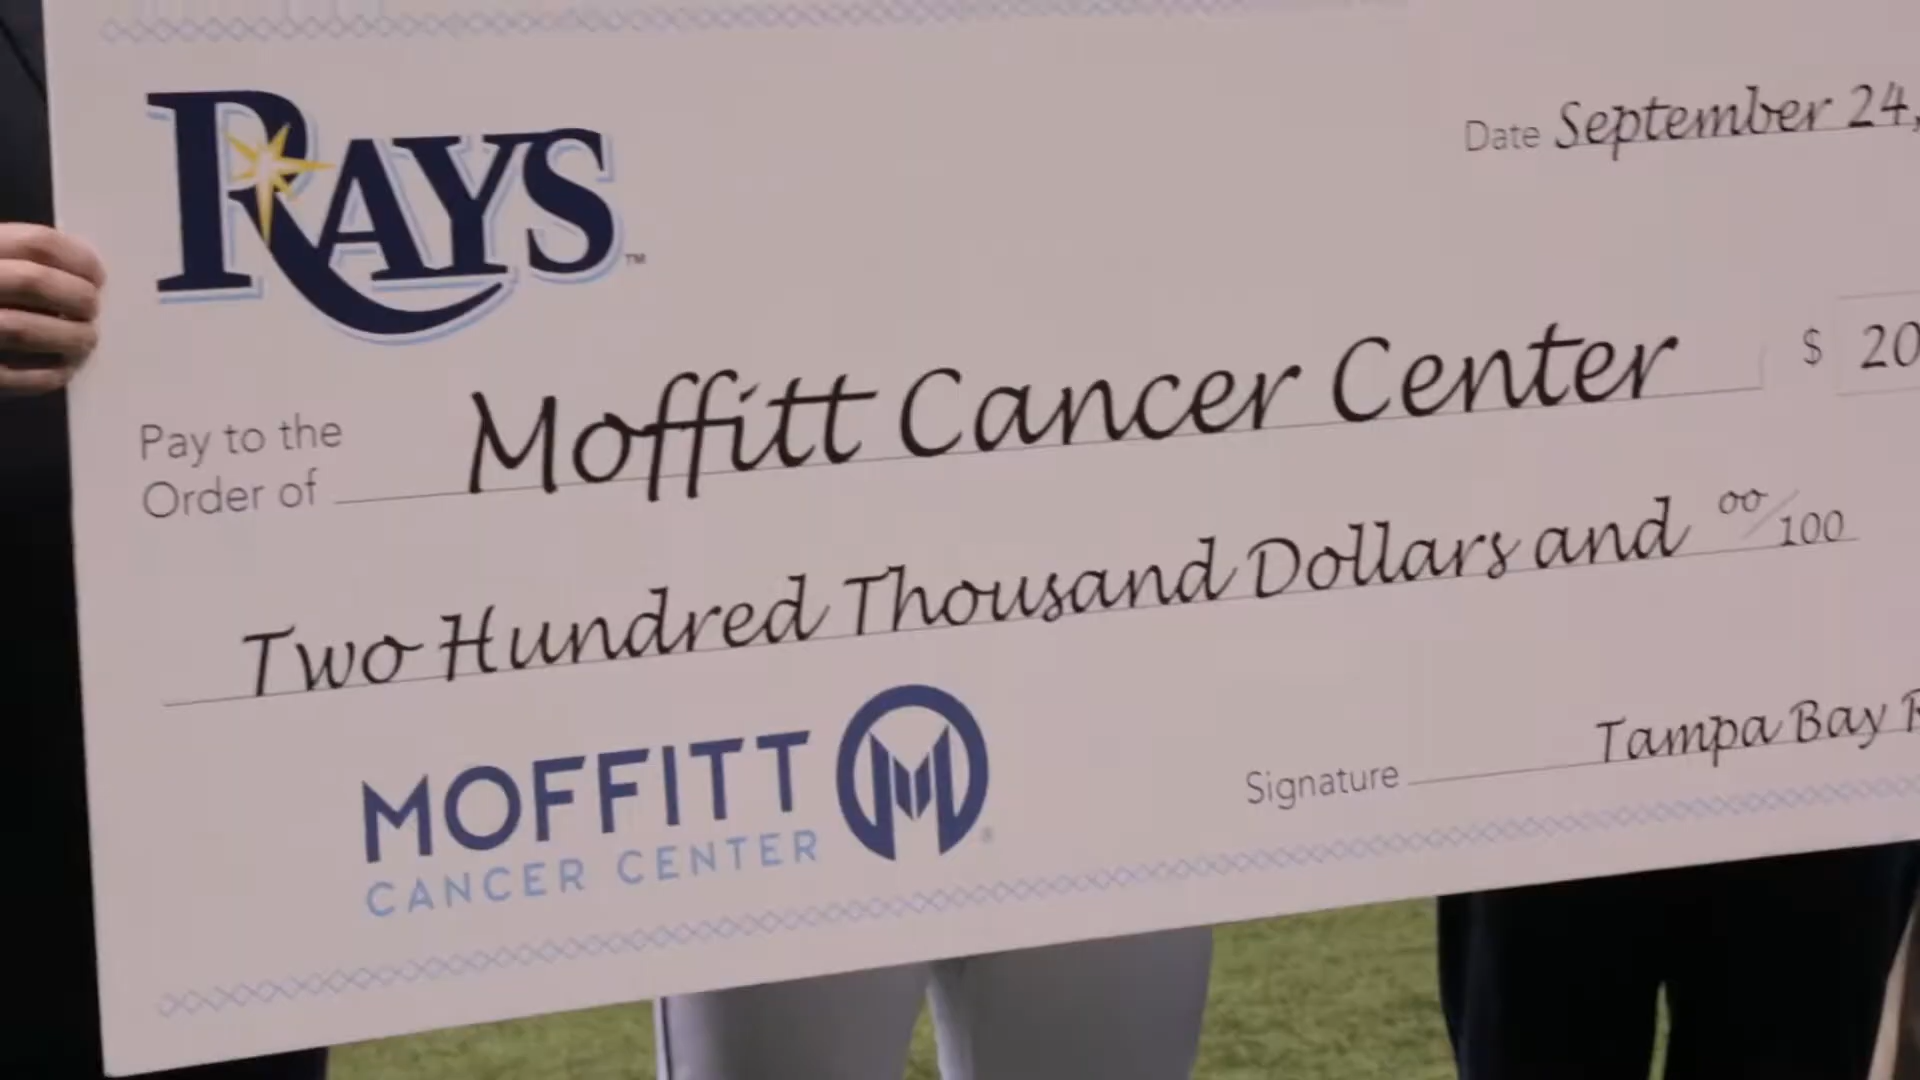 RAYS™
Date September 24,
Pay to the
Order of Moffitt Cancer Center $ 20
Two Hundred Thousand Dollars and 00/100
MOFFITT M
CANCER CENTER ®
Signature Tampa Bay R